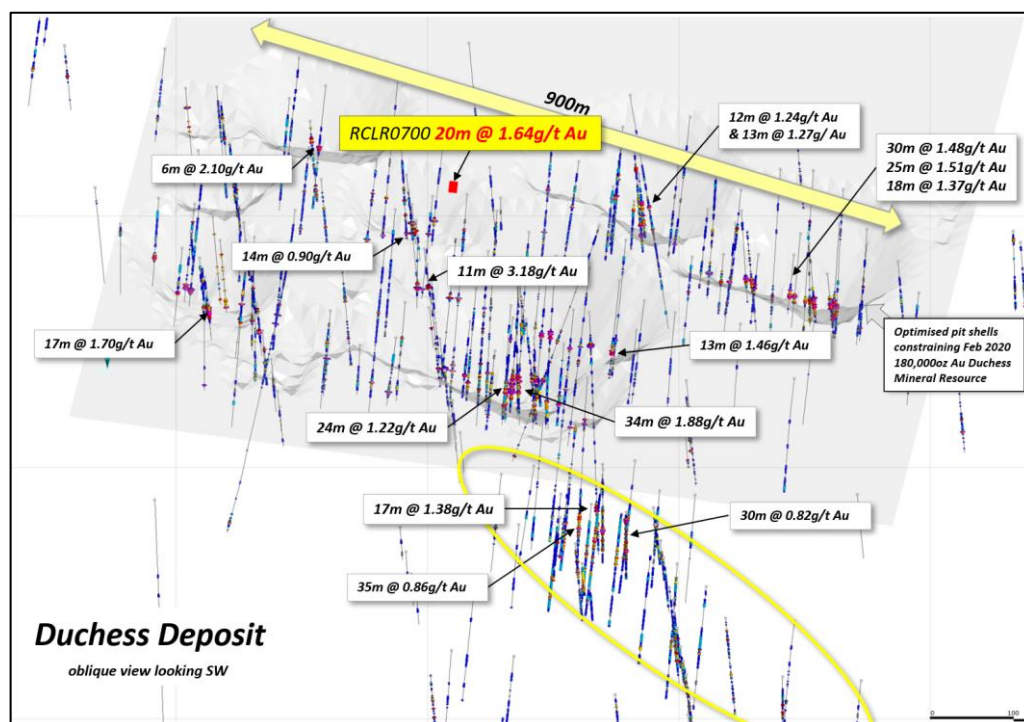 900m
RCLR0700 20m @ 1.64g/t Au
12m @ 1.24g/t Au
& 13m @ 1.27g/ Au
30m @ 1.48g/t Au
25m @ 1.51g/t Au
18m @ 1.37g/t Au
6m @ 2.10g/t Au
14m @ 0.90g/t Au
11m @ 3.18g/t Au
17m @ 1.70g/t Au
13m @ 1.46g/t Au
Optimised pit shells
constraining Feb 2020
180,000oz Au Duchess
Mineral Resource
24m @ 1.22g/t Au
34m @ 1.88g/t Au
17m @ 1.38g/t Au
30m @ 0.82g/t Au
35m @ 0.86g/t Au
Duchess Deposit
oblique view looking SW
0 100